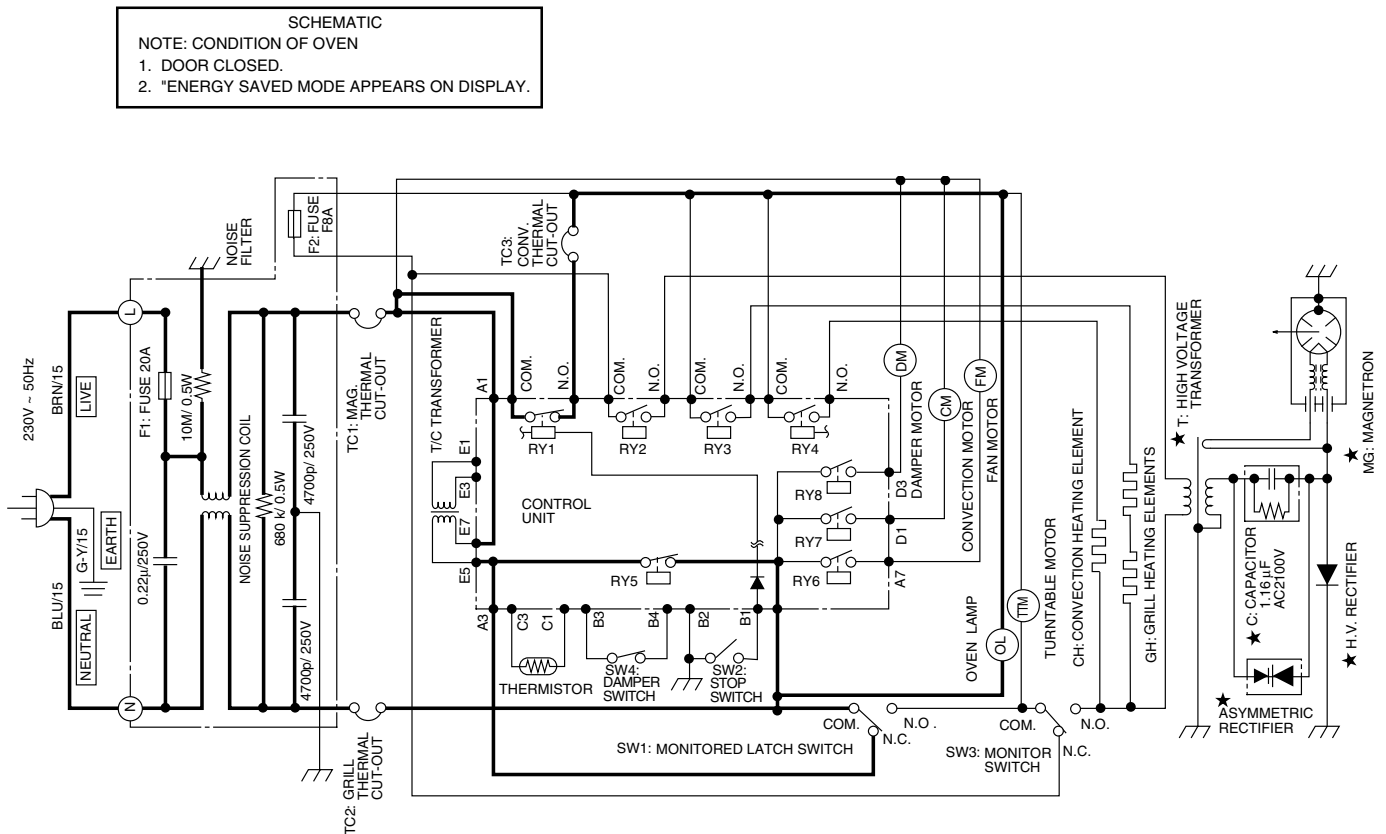 SCHEMATIC
NOTE: CONDITION OF OVEN
1. DOOR CLOSED.
2. "ENERGY SAVED MODE APPEARS ON DISPLAY.
230V ~ 50Hz
BRN/15
LIVE
G-Y/15
EARTH
BLU/15
NEUTRAL
L
N
F1: FUSE 20A
10M/ 0.5W
0.22µ/250V
NOISE
FILTER
F2: FUSE
F8A
NOISE SUPPRESSION COIL
680 k/ 0.5W
4700p/ 250V
4700p/ 250V
TC1: MAG.
THERMAL
CUT-OUT
TC2: GRILL
THERMAL
CUT-OUT
TC3:
CONV.
THERMAL
CUT-OUT
T/C TRANSFORMER
A1
E1
E3
E7
E5
A3
COM.
N.O.
COM.
N.O.
COM.
N.O.
COM.
N.O.
RY1
RY2
RY3
RY4
CONTROL
UNIT
RY8
RY7
RY6
RY5
D3
D1
A7
C3
C1
B3
B4
B2
B1
THERMISTOR
SW4:
DAMPER
SWITCH
SW2:
STOP
SWITCH
DM
CM
FM
DAMPER MOTOR
CONVECTION MOTOR
FAN MOTOR
OL
TM
OVEN LAMP
TURNTABLE MOTOR
CH: CONVECTION HEATING ELEMENT
GH: GRILL HEATING ELEMENTS
COM.
N.O .
N.C.
SW1: MONITORED LATCH SWITCH
COM.
N.O.
N.C.
SW3: MONITOR
SWITCH
★ T: HIGH VOLTAGE
TRANSFORMER
★ C: CAPACITOR
1.16 µF
AC2100V
★ ASYMMETRIC
RECTIFIER
★ H.V. RECTIFIER
★ MG: MAGNETRON